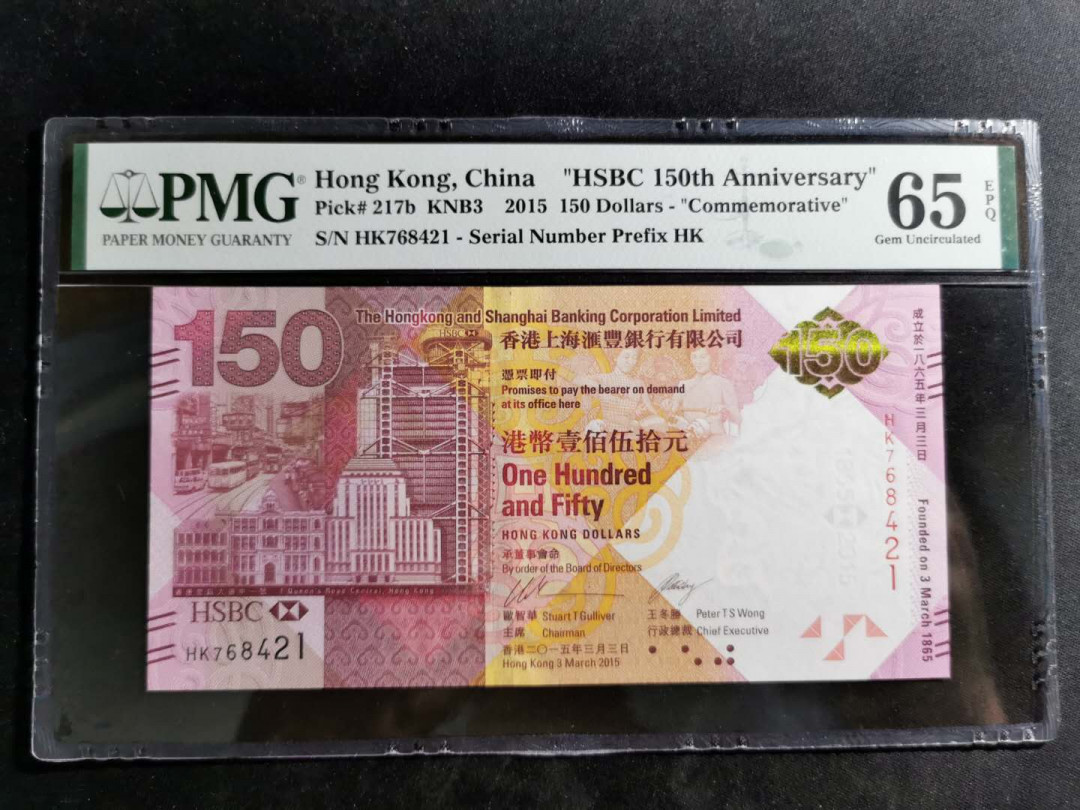 PMG®
PAPER MONEY GUARANTY
Hong Kong, China "HSBC 150th Anniversary"
Pick# 217b KNB3 2015 150 Dollars - "Commemorative"
S/N HK768421 - Serial Number Prefix HK
65
EPQ
Gem Uncirculated
150
The Hongkong and Shanghai Banking Corporation Limited
HSBC
香港上海滙豐銀行有限公司
憑票即付
Promises to pay the bearer on demand
at its office here
港幣壹佰伍拾元
One Hundred
and Fifty
HONG KONG DOLLARS
承董事會命
By order of the Board of Directors
歐智華 Stuart T Gulliver
主席 Chairman
王冬勝 Peter T S Wong
行政總裁 Chief Executive
香港二〇一五年三月三日
Hong Kong 3 March 2015
1 Queen's Road Central, Hong Kong
HSBC
HK768421
150
成立於一八六五年三月三日
Founded on 3 March 1865
HK768421